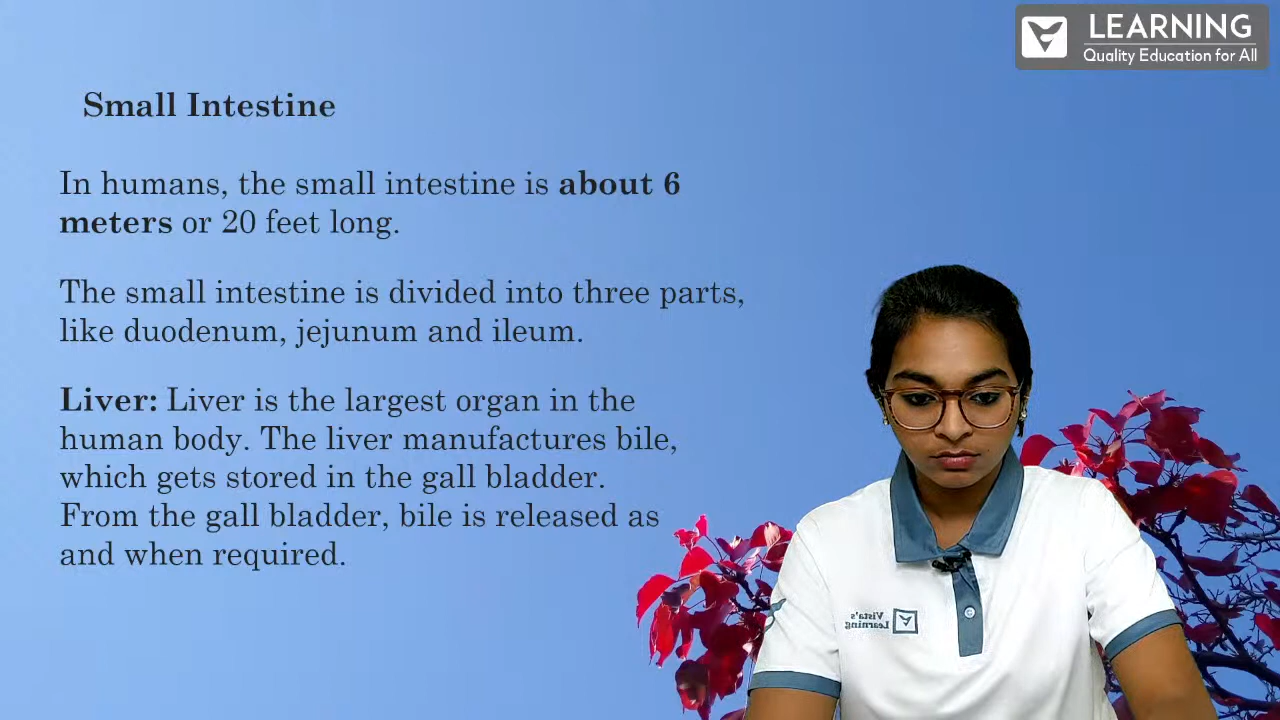 LEARNING
Quality Education for All
Small Intestine
In humans, the small intestine is about 6
meters or 20 feet long.
The small intestine is divided into three parts,
like duodenum, jejunum and ileum.
Liver: Liver is the largest organ in the
human body. The liver manufactures bile,
which gets stored in the gall bladder.
From the gall bladder, bile is released as
and when required.
Vista's
Learning